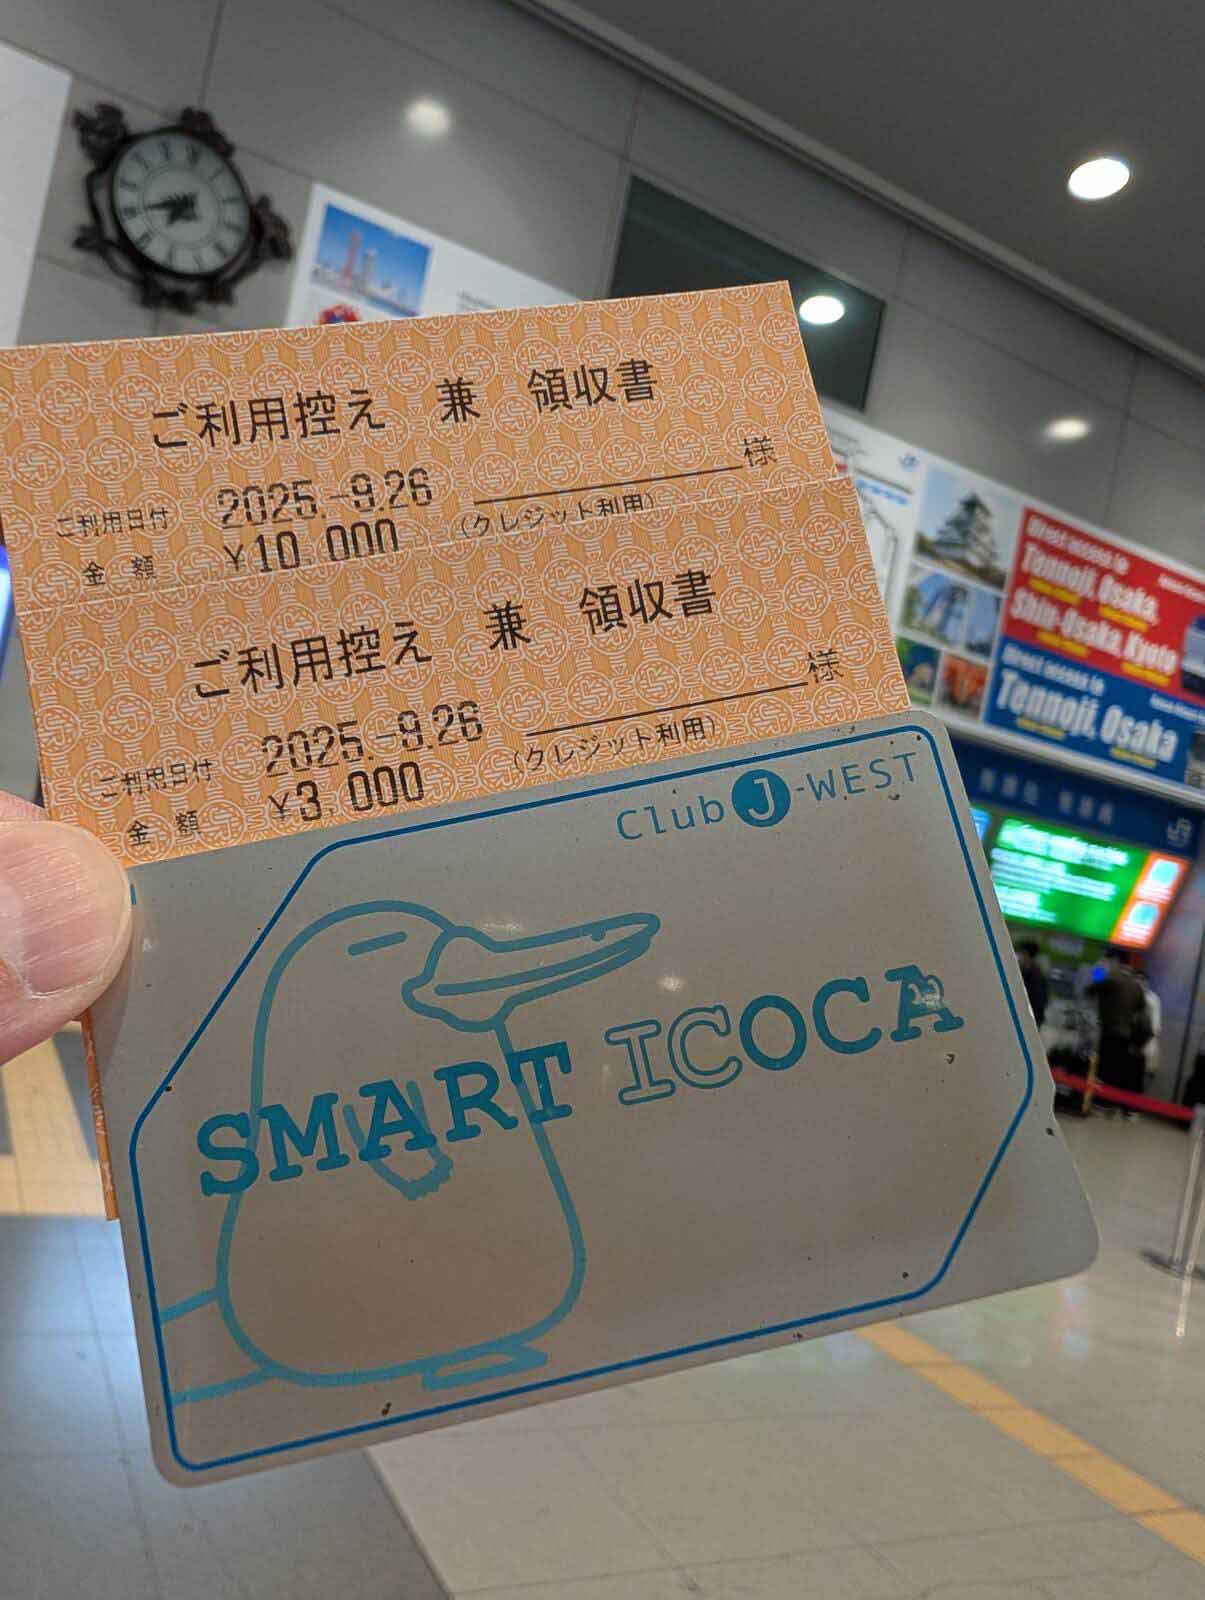 ご利用控え 兼 領収書
様
ご利用日付 2025.-9.26 (クレジット利用)
金 額 ¥10,000
ご利用控え 兼 領収書
様
ご利用日付 2025.-9.26 (クレジット利用)
金 額 ¥3,000
Club J-WEST
SMART ICOCA
Direct access to
Tennoji, Osaka,
Shin-Osaka, Kyoto
Direct access to
Tennoji, Osaka